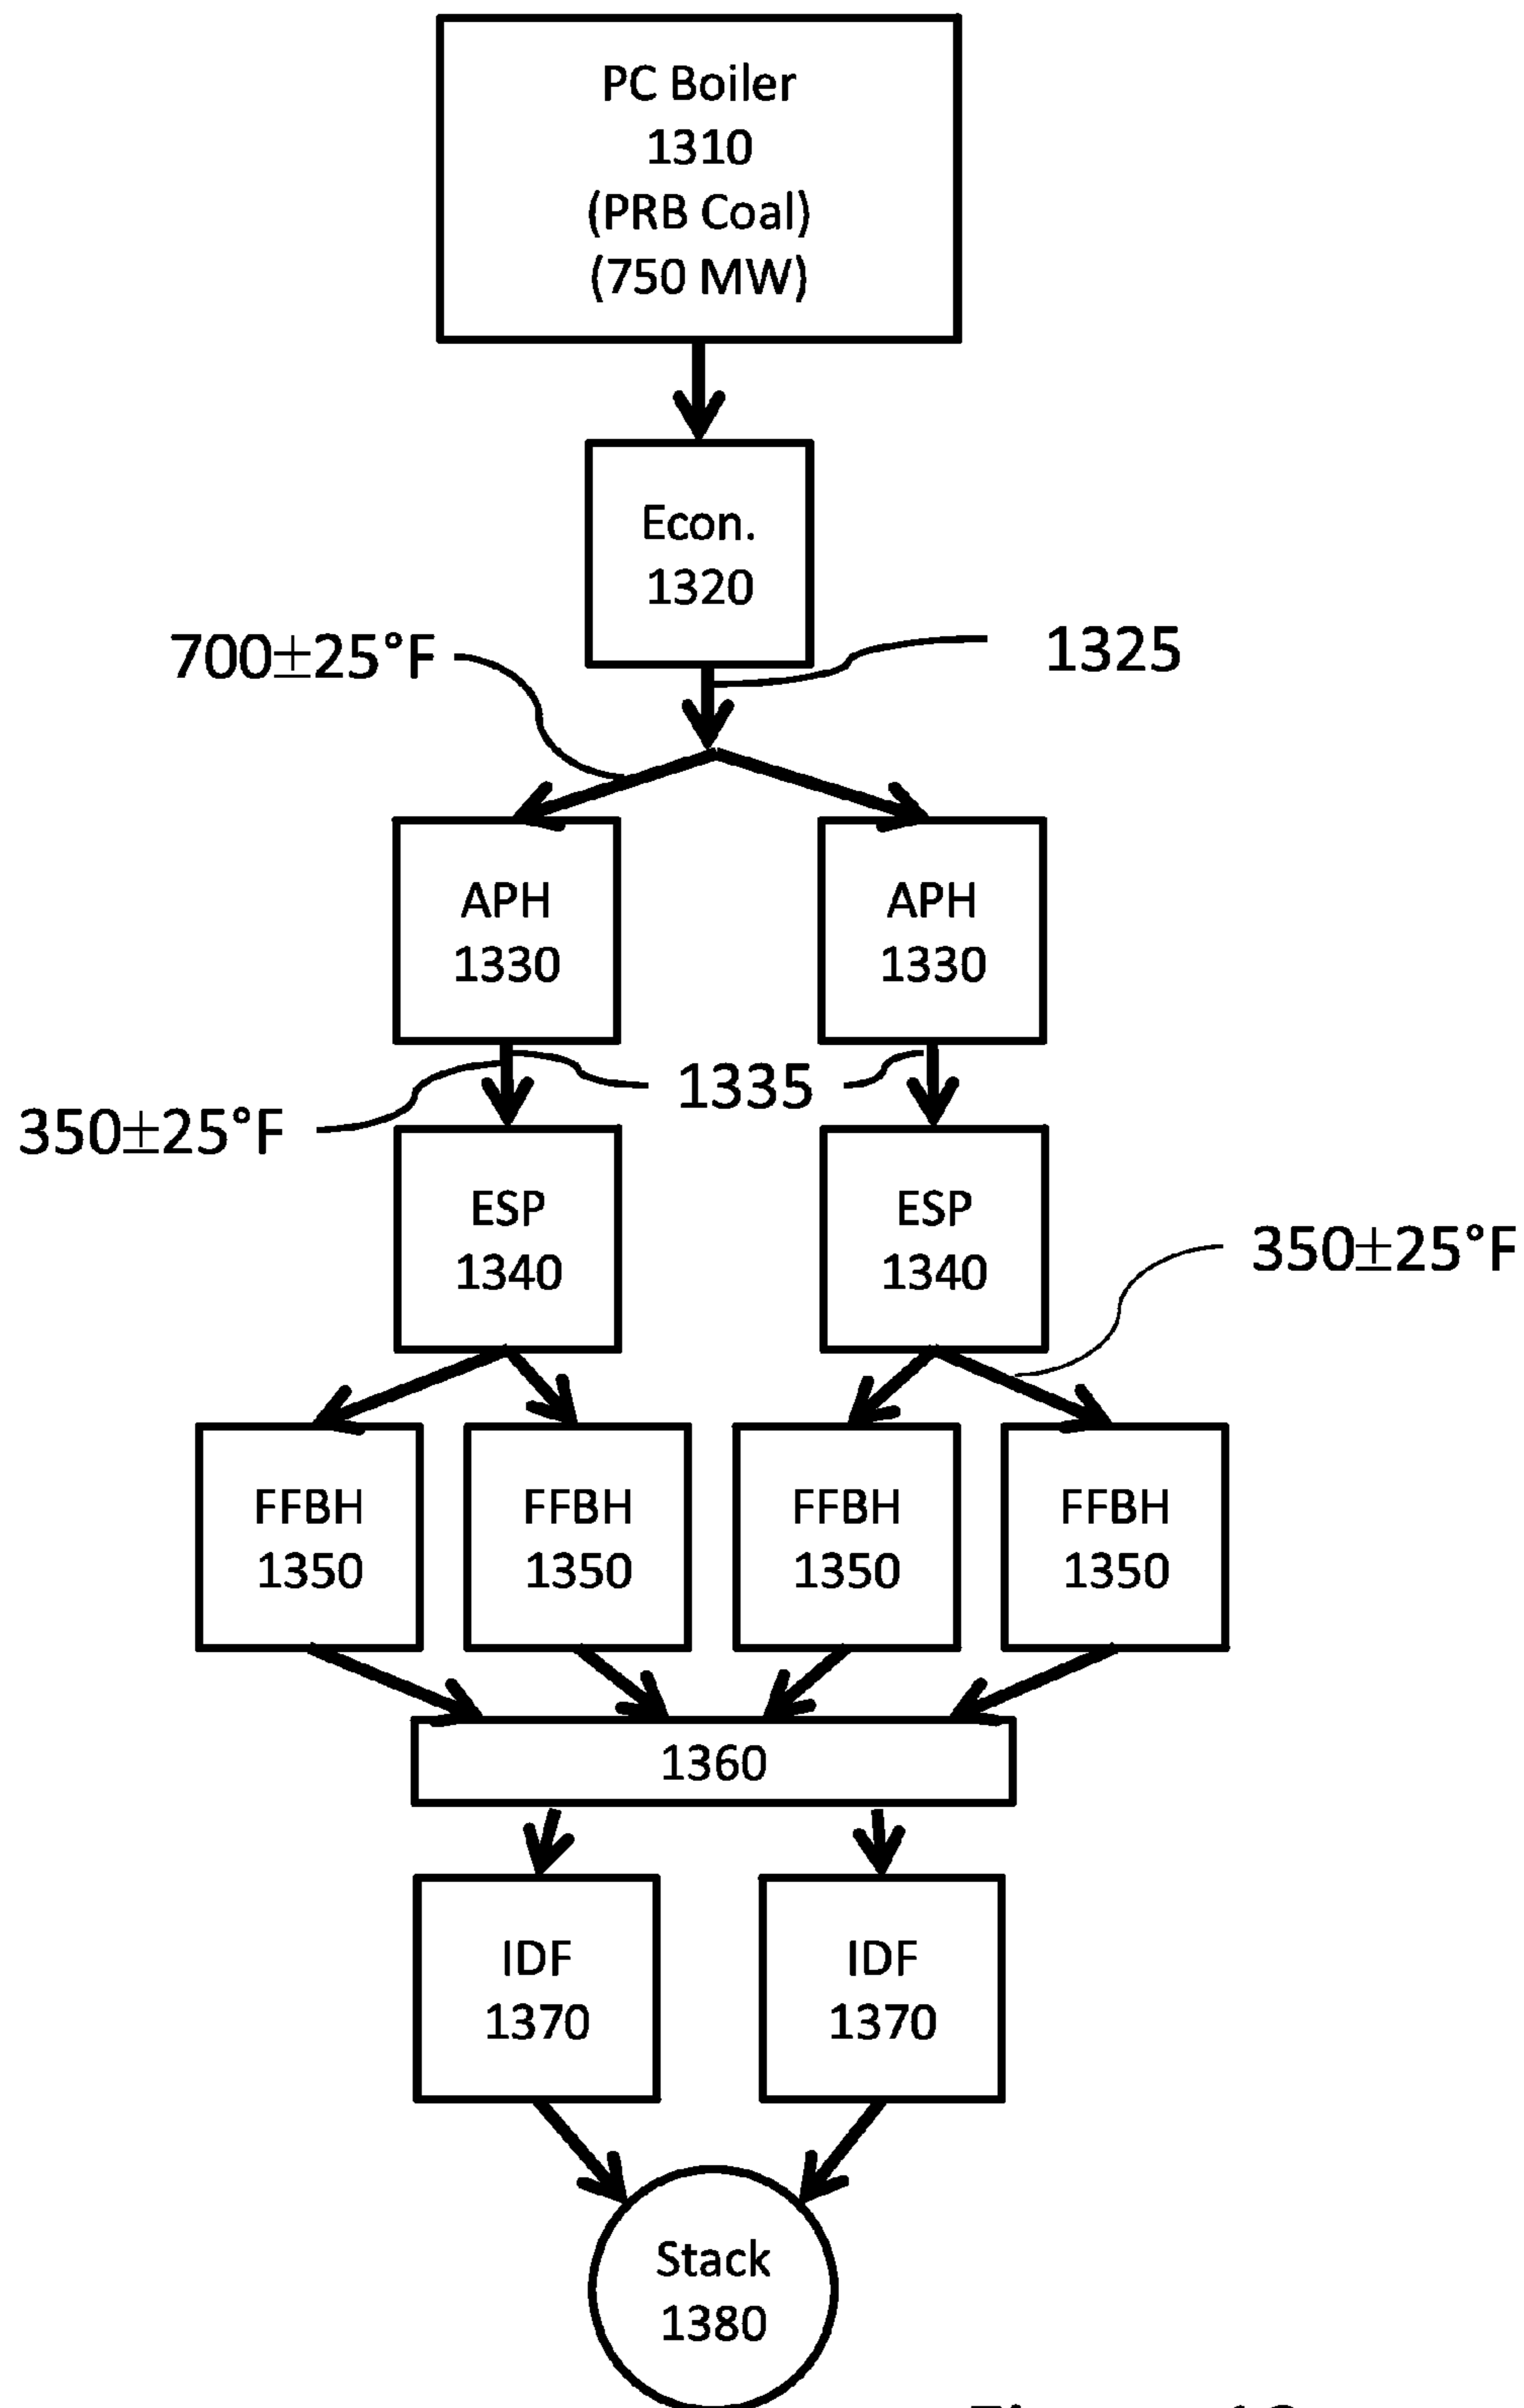 PC Boiler
1310
(PRB Coal)
(750 MW)
Econ.
1320
700±25°F
1325
APH
1330
APH
1330
1335
350±25°F
ESP
1340
ESP
1340
350±25°F
FFBH
1350
FFBH
1350
FFBH
1350
FFBH
1350
1360
IDF
1370
IDF
1370
Stack
1380